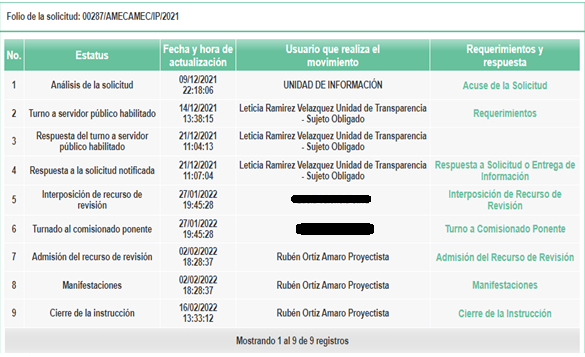 Folio de la solicitud: 00287/AMECAMEC/IP/2021
No. Estatus Fecha y hora de actualización Usuario que realiza el movimiento Requerimientos y respuesta
1 Análisis de la solicitud 09/12/2021 22:18:06 UNIDAD DE INFORMACIÓN Acuse de la Solicitud
2 Turno a servidor público habilitado 14/12/2021 13:38:15 Leticia Ramirez Velazquez Unidad de Transparencia - Sujeto Obligado Requerimientos
3 Respuesta del turno a servidor público habilitado 21/12/2021 11:04:13 Leticia Ramirez Velazquez Unidad de Transparencia - Sujeto Obligado
4 Respuesta a la solicitud notificada 21/12/2021 11:07:04 Leticia Ramirez Velazquez Unidad de Transparencia - Sujeto Obligado Respuesta a Solicitud o Entrega de Información
5 Interposición de recurso de revisión 27/01/2022 19:45:28 Interposición de Recurso de Revisión
6 Turnado al comisionado ponente 27/01/2022 19:45:28 Turno a Comisionado Ponente
7 Admisión del recurso de revisión 02/02/2022 18:28:37 Rubén Ortíz Amaro Proyectista Admisión del Recurso de Revisión
8 Manifestaciones 02/02/2022 18:28:37 Rubén Ortíz Amaro Proyectista Manifestaciones
9 Cierre de la instrucción 16/02/2022 13:33:12 Rubén Ortíz Amaro Proyectista Cierre de la Instrucción
Mostrando 1 al 9 de 9 registros